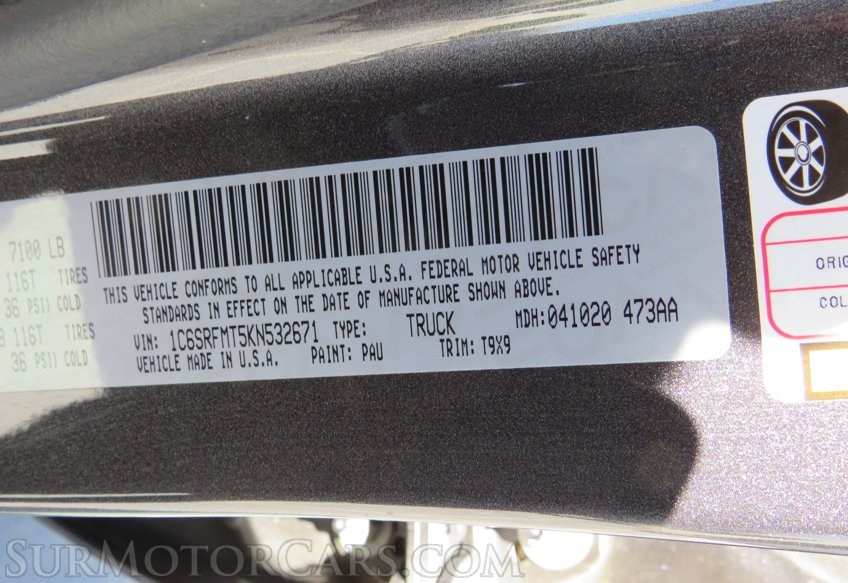 7100 LB
116T TIRES
36 PSI) COLD
116T TIRES
36 PSI) COLD
THIS VEHICLE CONFORMS TO ALL APPLICABLE U.S.A. FEDERAL MOTOR VEHICLE SAFETY
STANDARDS IN EFFECT ON THE DATE OF MANUFACTURE SHOWN ABOVE.
VIN: 1C6SRFMT5KN532671 TYPE: TRUCK MDH: 041020 473AA
VEHICLE MADE IN U.S.A. PAINT: PAU TRIM: T9X9
ORIG
COL
SurMotorCars.com